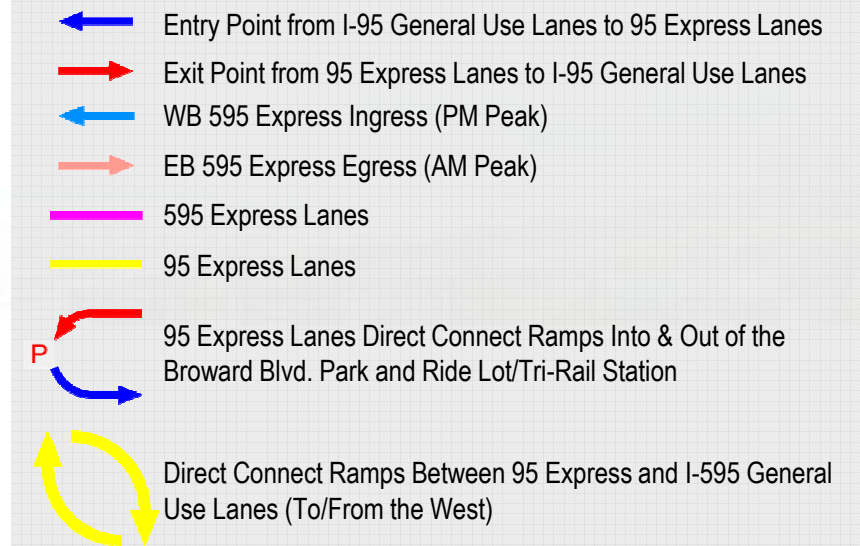 Entry Point from I-95 General Use Lanes to 95 Express Lanes
Exit Point from 95 Express Lanes to I-95 General Use Lanes
WB 595 Express Ingress (PM Peak)
EB 595 Express Egress (AM Peak)
595 Express Lanes
95 Express Lanes
P
95 Express Lanes Direct Connect Ramps Into & Out of the
Broward Blvd. Park and Ride Lot/Tri-Rail Station
Direct Connect Ramps Between 95 Express and I-595 General
Use Lanes (To/From the West)